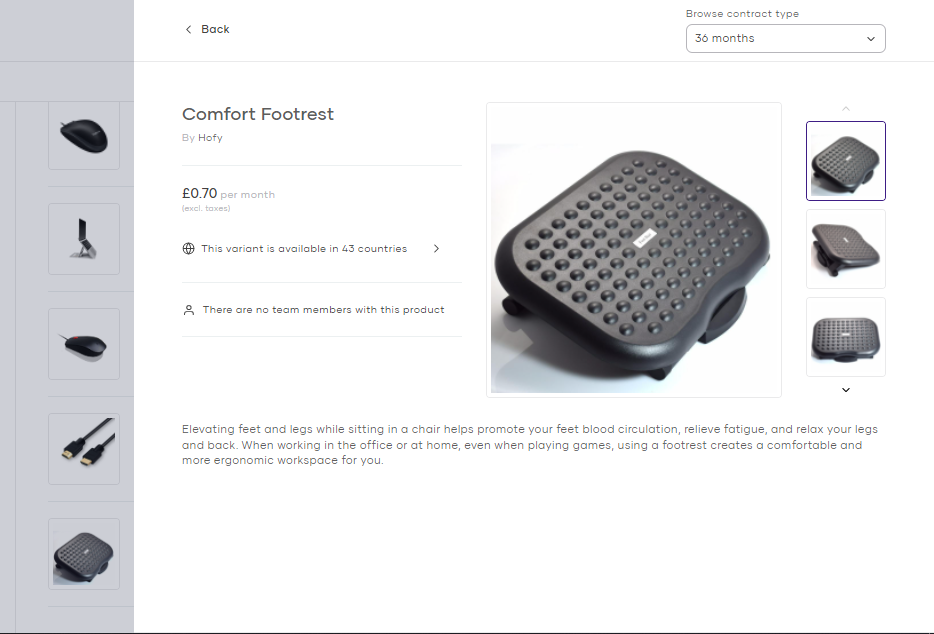 Back
Browse contract type
36 months
Comfort Footrest
By Hofy
£0.70 per month
(excl. taxes)
This variant is available in 43 countries
There are no team members with this product
Elevating feet and legs while sitting in a chair helps promote your feet blood circulation, relieve fatigue, and relax your legs
and back. When working in the office or at home, even when playing games, using a footrest creates a comfortable and
more ergonomic workspace for you.